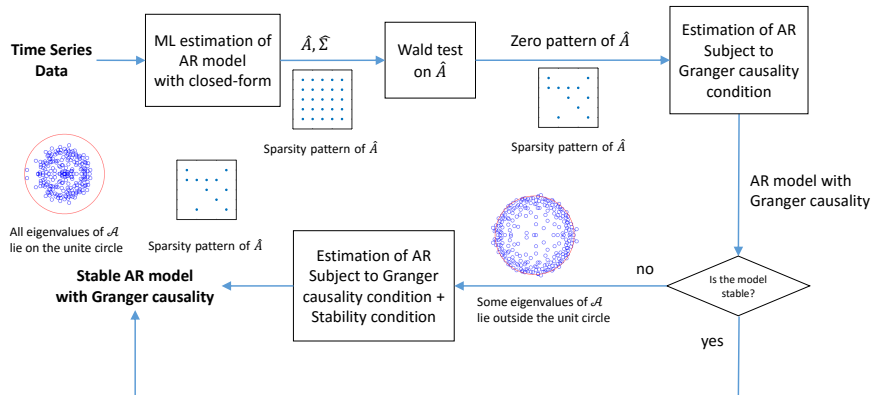 Time Series
Data
ML estimation of
AR model
with closed-form
Â, Σ̂
Sparsity pattern of Â
Wald test
on Â
Zero pattern of Â
Sparsity pattern of Â
Estimation of AR
Subject to
Granger causality
condition
AR model with
Granger causality
Is the model
stable?
no
yes
Some eigenvalues of 𝒜
lie outside the unit circle
Estimation of AR
Subject to Granger
causality condition +
Stability condition
Sparsity pattern of Â
All eigenvalues of 𝒜
lie on the unite circle
Stable AR model
with Granger causality